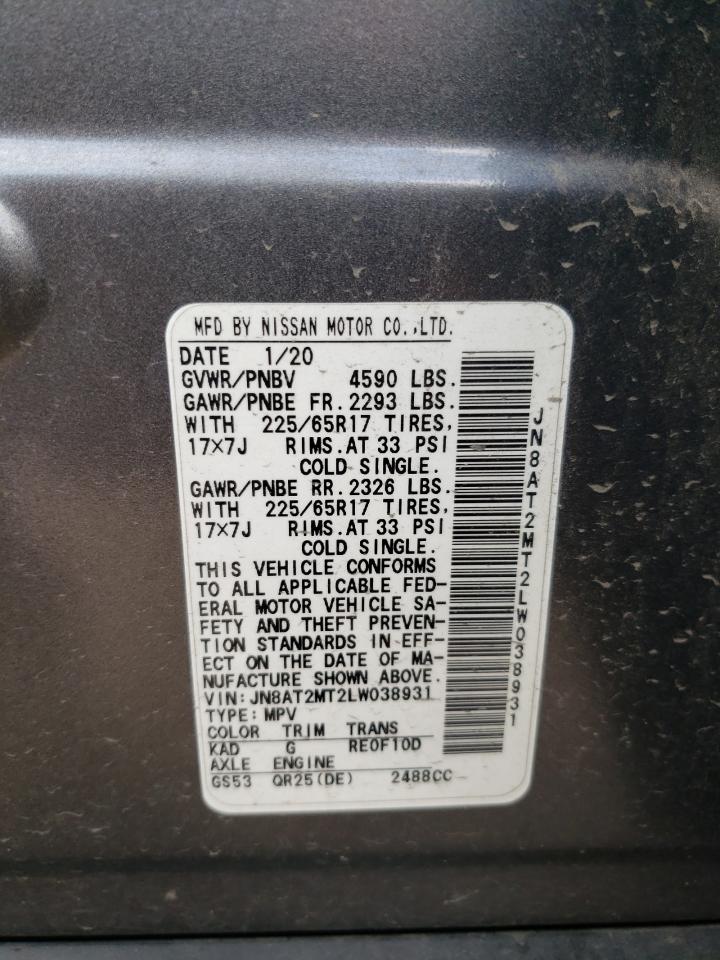 MFD BY NISSAN MOTOR CO.,LTD.
DATE 1/20
GVWR/PNBV 4590 LBS.
GAWR/PNBE FR.2293 LBS.
WITH 225/65R17 TIRES,
17×7J RIMS.AT 33 PSI
COLD SINGLE.
GAWR/PNBE RR.2326 LBS.
WITH 225/65R17 TIRES,
17×7J RIMS.AT 33 PSI
COLD SINGLE.
THIS VEHICLE CONFORMS
TO ALL APPLICABLE FED-
ERAL MOTOR VEHICLE SA-
FETY AND THEFT PREVEN-
TION STANDARDS IN EFF-
ECT ON THE DATE OF MA-
NUFACTURE SHOWN ABOVE.
VIN:JN8AT2MT2LW038931
TYPE:MPV
COLOR TRIM TRANS
KAD G RE0F10D
AXLE ENGINE
GS53 QR25(DE) 2488CC
JN8AT2MT2LW038931